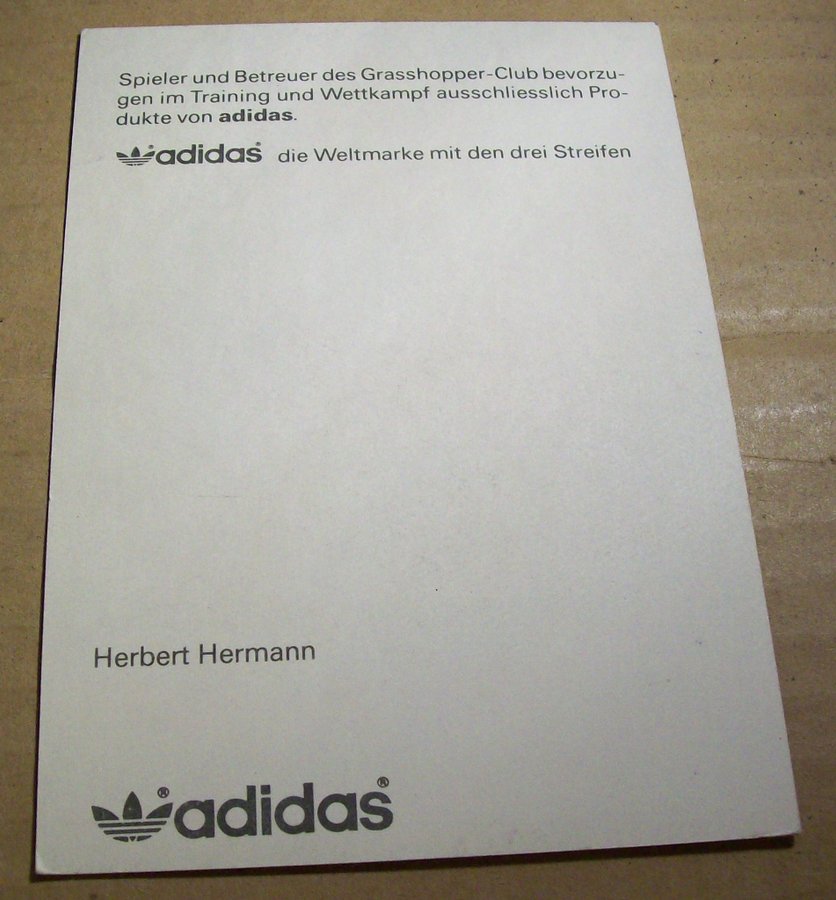 Spieler und Betreuer des Grasshopper-Club bevorzu-
gen im Training und Wettkampf ausschliesslich Pro-
dukte von adidas.
adidas® die Weltmarke mit den drei Streifen
Herbert Hermann
®adidas®